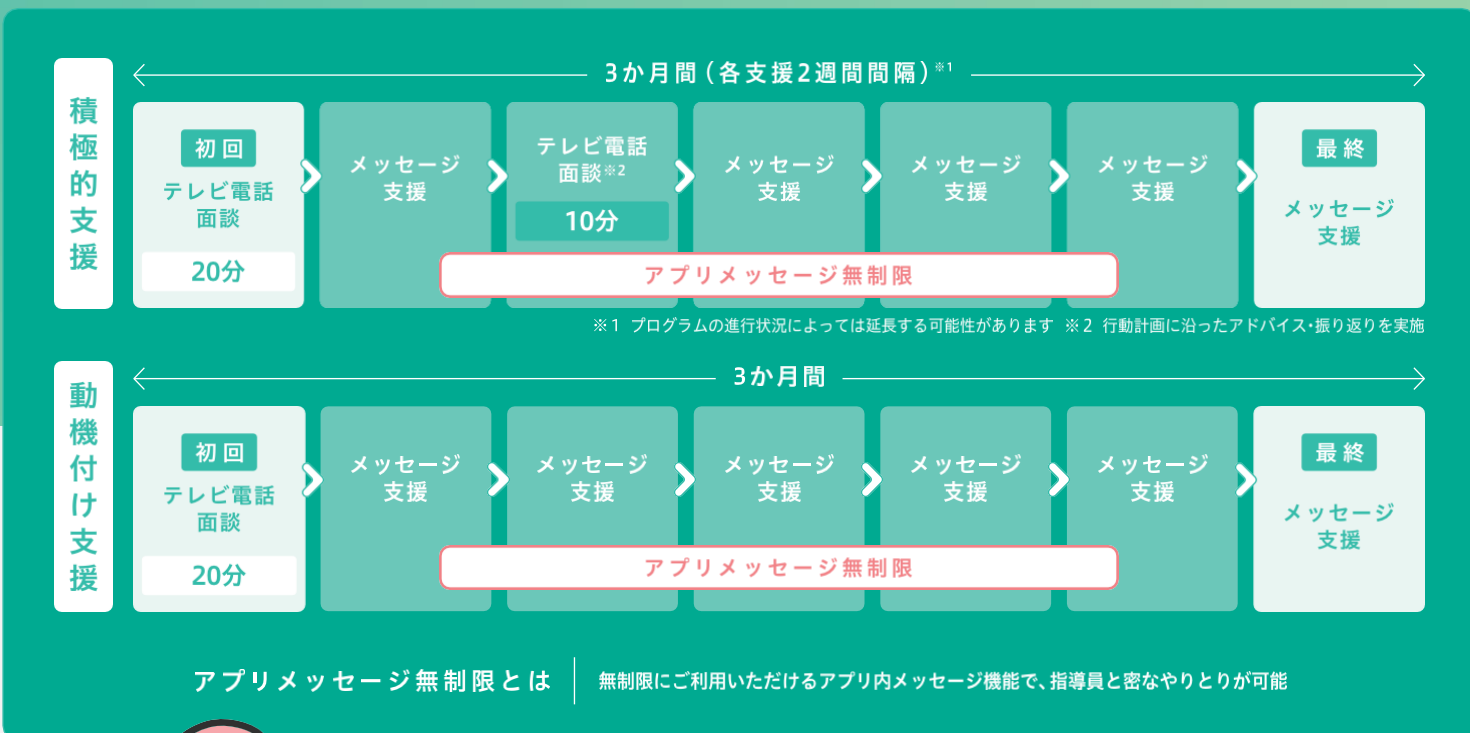 積極的支援
3か月間（各支援2週間間隔）※1
初回
テレビ電話
面談
20分
メッセージ
支援
テレビ電話
面談※2
10分
メッセージ
支援
メッセージ
支援
メッセージ
支援
最終
メッセージ
支援
アプリメッセージ無制限
※1 プログラムの進行状況によっては延長する可能性があります ※2 行動計画に沿ったアドバイス・振り返りを実施
動機付け支援
3か月間
初回
テレビ電話
面談
20分
メッセージ
支援
メッセージ
支援
メッセージ
支援
メッセージ
支援
メッセージ
支援
最終
メッセージ
支援
アプリメッセージ無制限
アプリメッセージ無制限とは
無制限にご利用いただけるアプリ内メッセージ機能で、指導員と密なやりとりが可能